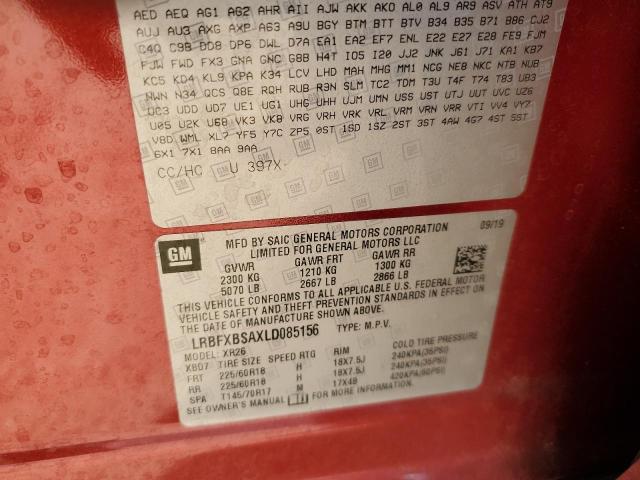 AED AEQ AG1 AG2 AHR AII AJW AKK AKO AL0 AL9 AR9 ASV ATH AT9
AUJ AU3 AXG AXP A63 A9U BGY BTM BTT BTV B34 B35 B71 B86 CJ2
C4Q C9B DD8 DP6 DWL D7A EA1 EA2 EF7 ENL E22 E27 E28 FE9 FJM
FJW FWD FX3 GNA GNC G8B H4T IO5 I20 JJ2 JNK J61 J71 KA1 KB7
KC5 KD4 KL9 KPA K34 LCV LHD MAH MHG MM1 NCG NE8 NKC NTB NUB
NWN N34 QCS Q8E RQH RUB R3N SLM TC2 TDM T3U T4F T74 T83 UB3
UC3 UDD UD7 UE1 UG1 UHG UHH UJM UMN USS UST UTJ UUT UVC UZ6
U05 U2K U68 VK3 VK8 VRG VRH VRK VRL VRM VRN VRR VTI VV4 VY7
V8D WML XL7 YF5 Y7C ZP5 0ST 1SD 1SZ 2ST 3ST 4AW 4G7 4ST 5ST
6X1 7X1 8AA 9AA
CC/HC U 397X
GM
MFD BY SAIC GENERAL MOTORS CORPORATION 09/19
LIMITED FOR GENERAL MOTORS LLC
GVWR GAWR FRT GAWR RR
2300 KG 1210 KG 1300 KG
5070 LB 2667 LB 2866 LB
THIS VEHICLE CONFORMS TO ALL APPLICABLE U.S. FEDERAL MOTOR
VEHICLE SAFETY AND THEFT PREVENTION STANDARDS IN EFFECT ON
THE DATE OF MANUFACTURE SHOWN ABOVE.
LRBFXBSAXLD085156 TYPE: M.P.V.
MODEL: XR26
XB07 TIRE SIZE SPEED RTG RIM COLD TIRE PRESSURE
FRT 225/60R18 H 18X7.5J 240KPA(35PSI)
RR 225/60R18 H 18X7.5J 240KPA(35PSI)
SPA T145/70R17 M 17X4B 420KPA(60PSI)
SEE OWNER'S MANUAL FOR MORE INFORMATION.